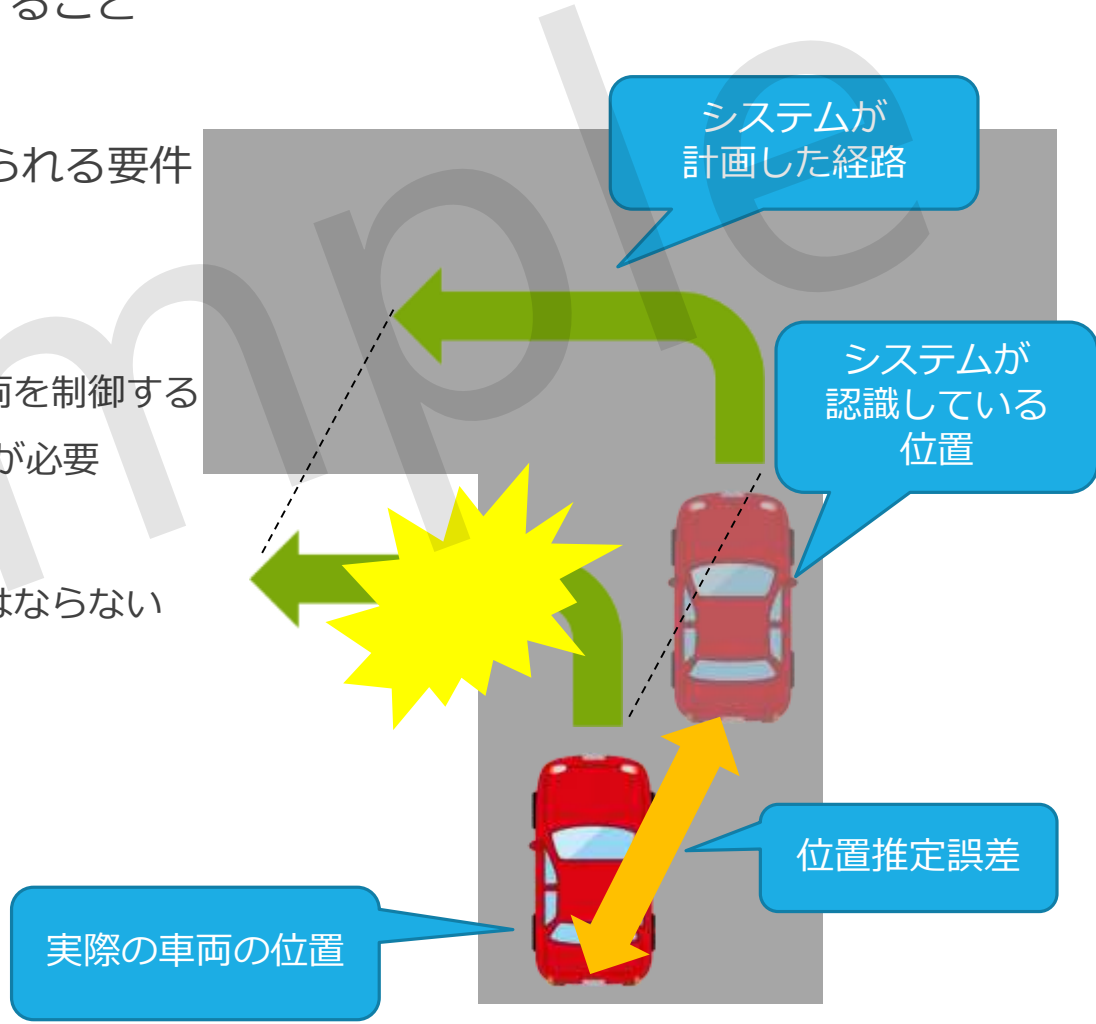 ること
られる要件
システムが
計画した経路
システムが
認識している
位置
両を制御する
が必要
はならない
位置推定誤差
実際の車両の位置
mple